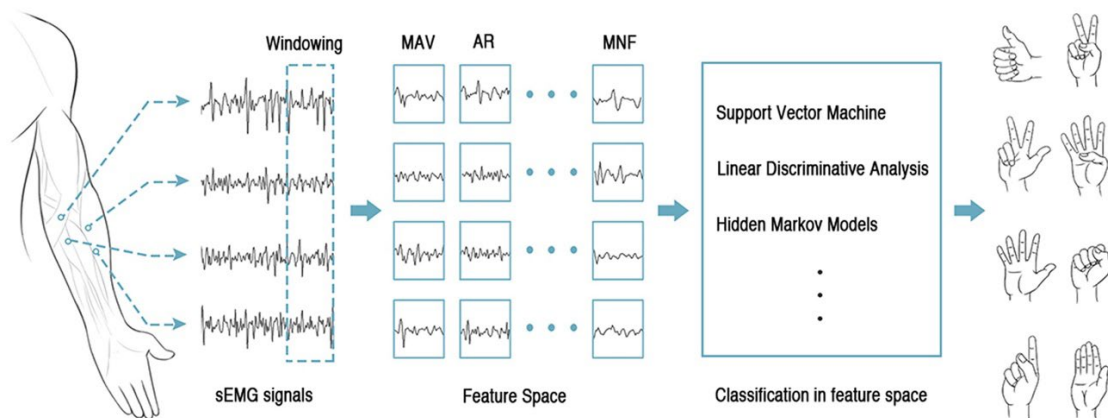 Windowing
MAV
AR
MNF
Support Vector Machine
Linear Discriminative Analysis
Hidden Markov Models
sEMG signals
Feature Space
Classification in feature space